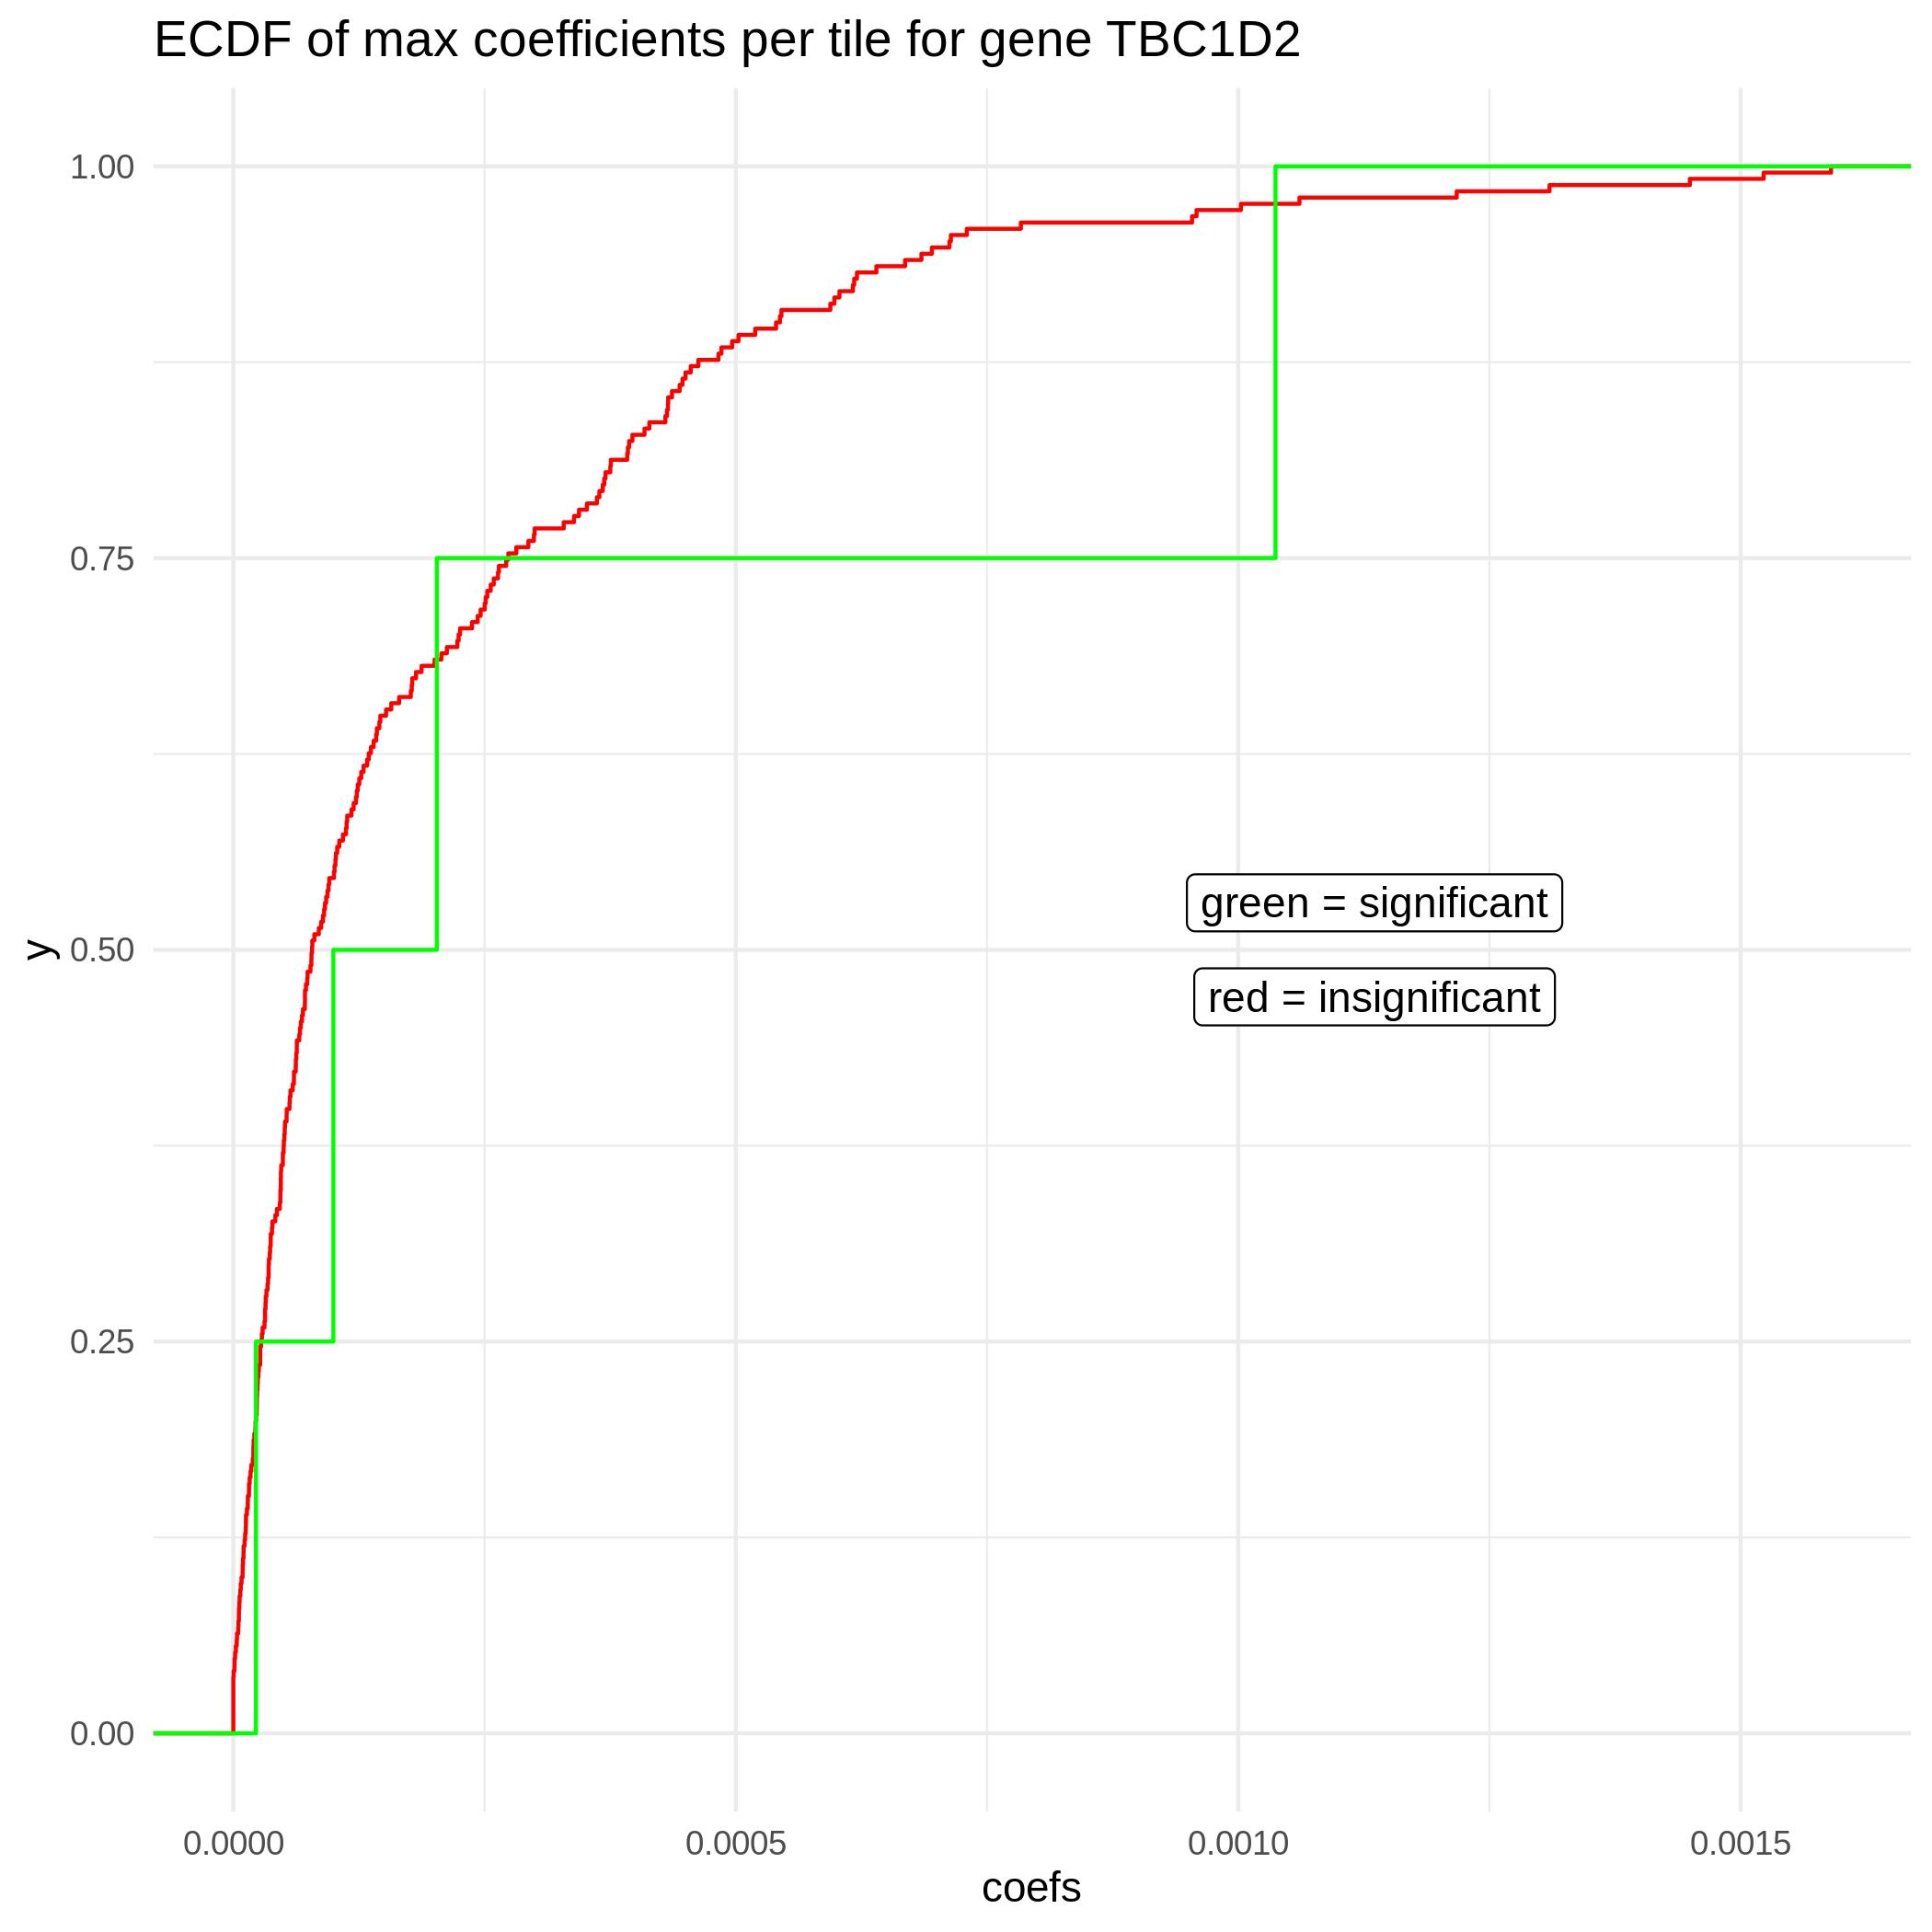 ECDF of max coefficients per tile for gene TBC1D2
1.00
0.75
0.50
0.25
0.00
y
green = significant
red = insignificant
0.0000
0.0005
0.0010
0.0015
coefs